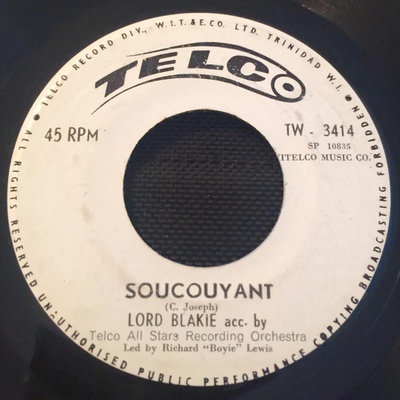 TELCO RECORD DIV., W.I.T.& E.CO. LTD. TRINIDAD W.I.
TELCO
45 RPM
TW - 3414
SP 10835
WITELCO MUSIC CO.
SOUCOUYANT
(C. Joseph)
LORD BLAKIE acc. by
Telco All Stars Recording Orchestra
Led by Richard "Boyie" Lewis
ALL RIGHTS RESERVED UNAUTHORISED PUBLIC PERFORMANCE COPYING BROADCASTING FORBIDDEN